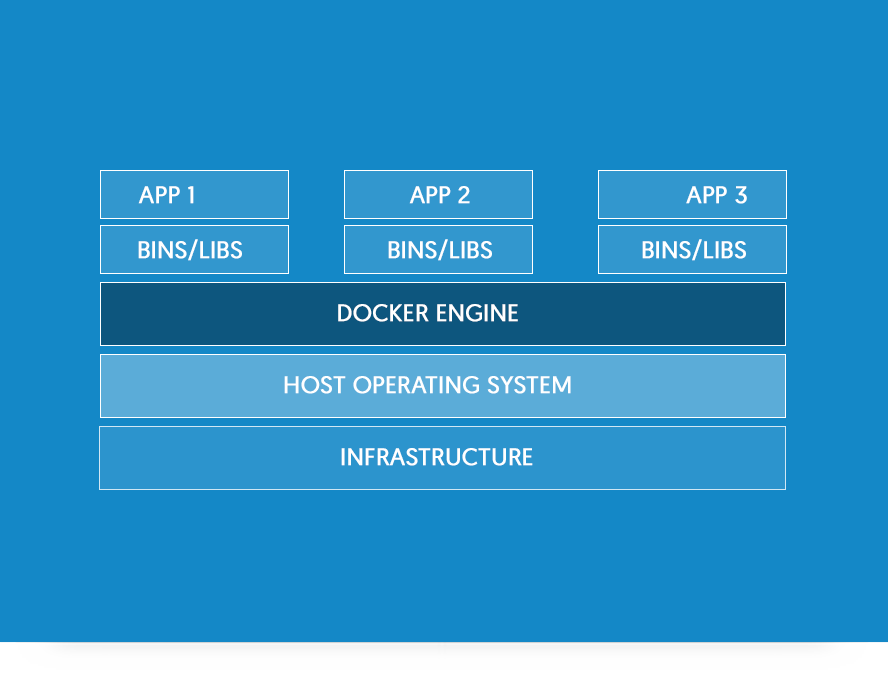 APP 1
APP 2
APP 3
BINS/LIBS
BINS/LIBS
BINS/LIBS
DOCKER ENGINE
HOST OPERATING SYSTEM
INFRASTRUCTURE